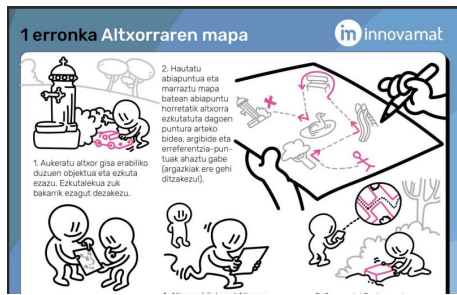 1 erronka Altxorraren mapa
innovamat
2. Hautatu
abiapuntua eta
marraztu mapa
batean abiapuntu
horretatik altxorra
ezkutatuta dagoen
puntura arteko
bidea, argibide eta
erreferentzia-pun-
tuak ahaztu gabe
(argazkiak ere gehi
ditzakezu!).
1. Aukeratu altxor gisa erabiliko
duzuen objektua eta ezkuta
ezazu. Ezkutalekua zuk
bakarrik ezagut dezakezu.